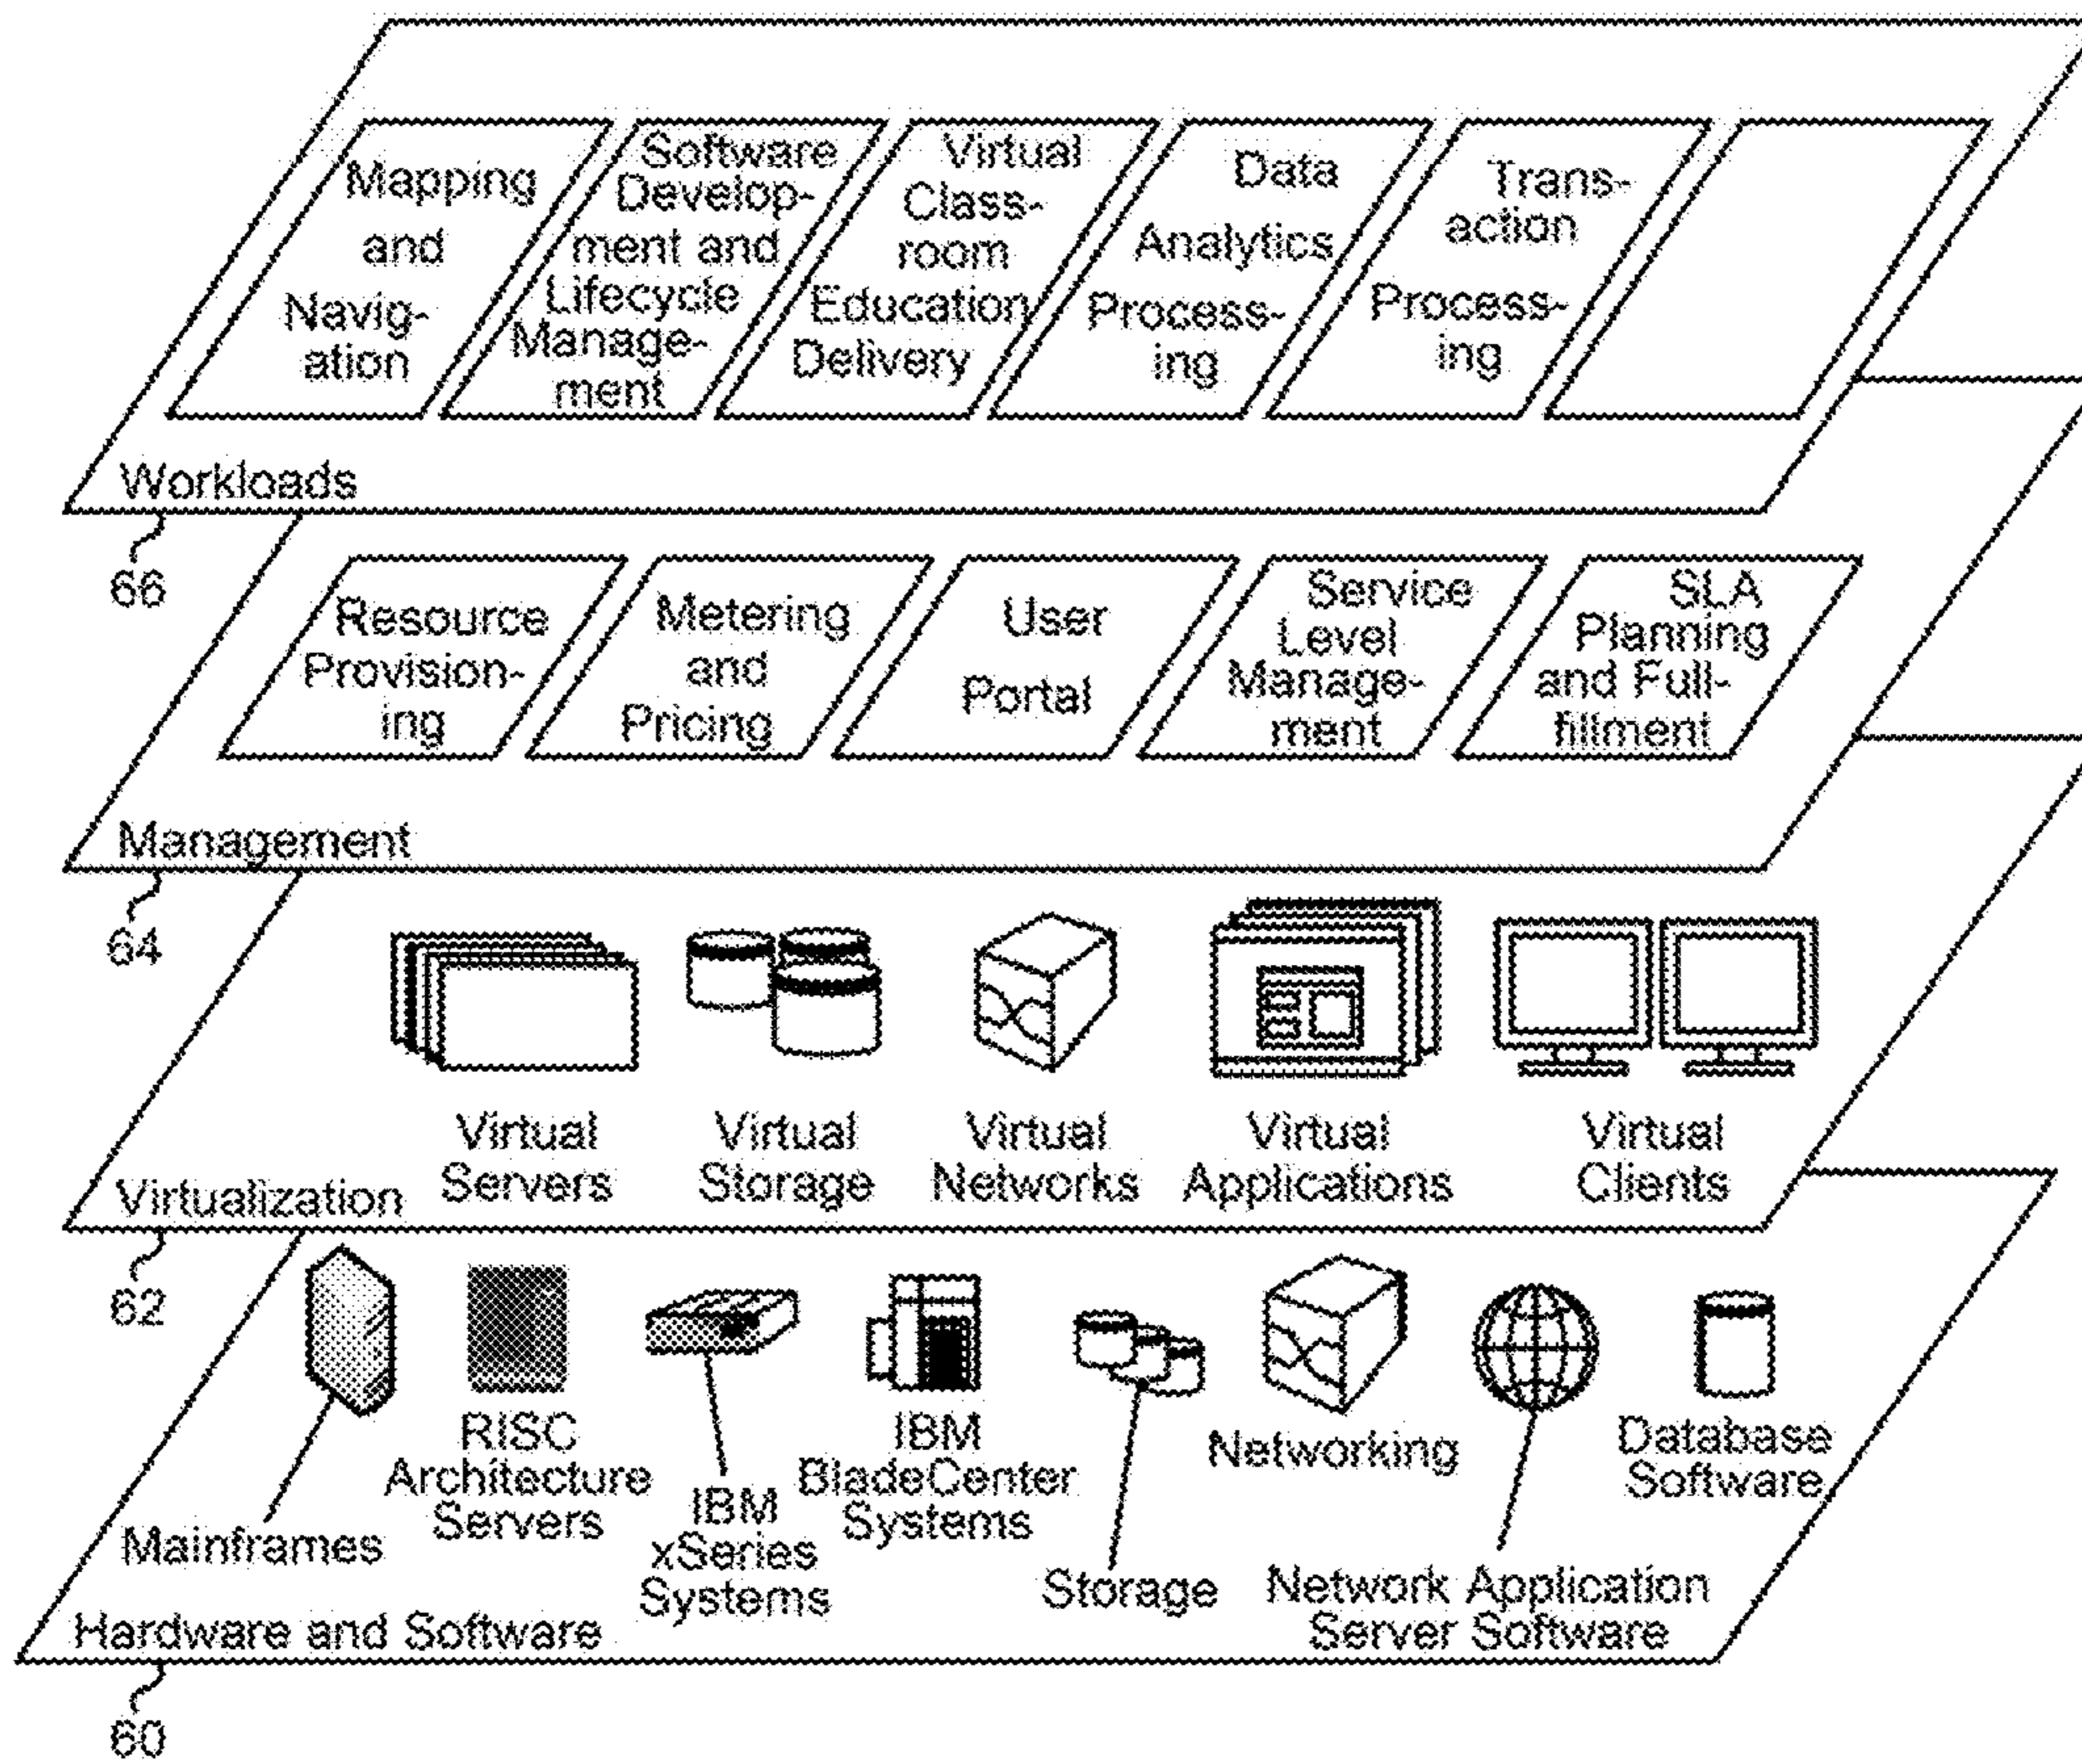 Mapping
and
Navig-
ation
Software
Develop-
ment and
Lifecycle
Manage-
ment
Virtual
Class-
room
Education
Delivery
Data
Analytics
Process-
ing
Trans-
action
Process-
ing
Workloads
66
Resource
Provision-
ing
Metering
and
Pricing
User
Portal
Service
Level
Manage-
ment
SLA
Planning
and Full-
fillment
Management
64
Virtual
Servers
Virtual
Storage
Virtual
Networks
Virtual
Applications
Virtual
Clients
Virtualization
62
Mainframes
RISC
Architecture
Servers
IBM
xSeries
Systems
IBM
BladeCenter
Systems
Storage
Networking
Network Application
Server Software
Database
Software
Hardware and Software
60